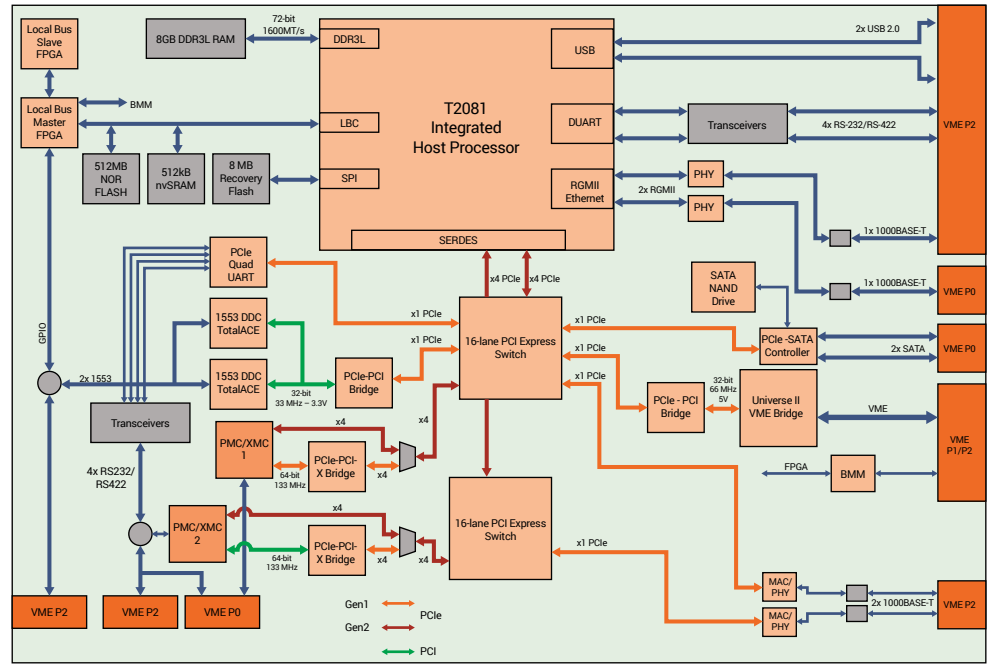 Local Bus
Slave
FPGA
8GB DDR3L RAM
72-bit
1600MT/s
DDR3L
USB
2x USB 2.0
Local Bus
Master
FPGA
BMM
LBC
T2081
Integrated
Host Processor
DUART
Transceivers
4x RS-232/RS-422
VME P2
512MB
NOR
FLASH
512kB
nvSRAM
8 MB
Recovery
Flash
SPI
RGMII
Ethernet
2x RGMII
PHY
PHY
1x 1000BASE-T
SERDES
PCIe
Quad
UART
x4 PCIe
x4 PCIe
SATA
NAND
Drive
1x 1000BASE-T
VME P0
GPIO
1553 DDC
TotalACE
x1 PCIe
x1 PCIe
16-lane PCI Express
Switch
x1 PCIe
x1 PCIe
x1 PCIe
PCIe -SATA
Controller
2x SATA
VME P0
2x 1553
1553 DDC
TotalACE
32-bit
33 MHz – 3.3V
PCIe-PCI
Bridge
PCIe - PCI
Bridge
32-bit
66 MHz
5V
Universe II
VME Bridge
VME
VME
P1/P2
Transceivers
PMC/XMC
1
x4
64-bit
133 MHz
PCIe-PCI-
X Bridge
x4
x4
FPGA
BMM
4x RS232/
RS422
PMC/XMC
2
x4
64-bit
133 MHz
PCIe-PCI-
X Bridge
x4
x4
16-lane PCI Express
Switch
x1 PCIe
MAC/
PHY
MAC/
PHY
2x 1000BASE-T
VME P2
VME P2
VME P2
VME P0
Gen1
Gen2
PCIe
PCI